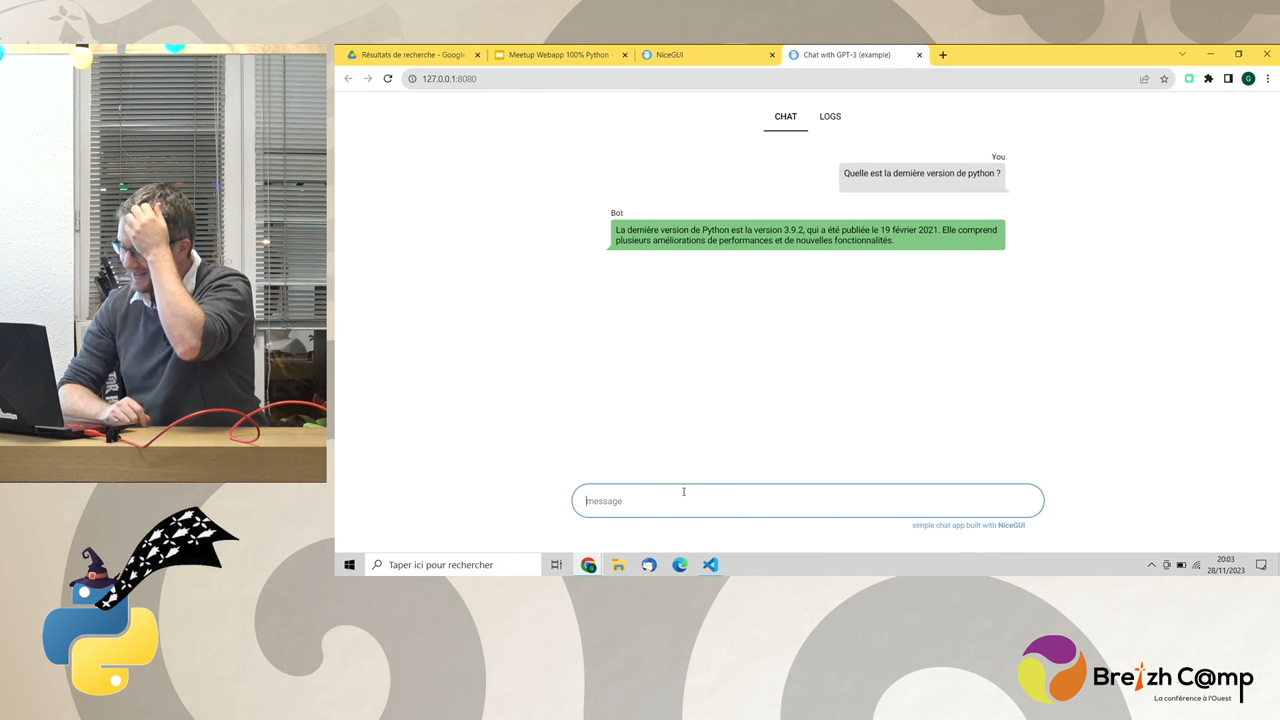 Résultats de recherche - Google
Meetup Webapp 100% Python
NiceGUI
Chat with GPT-3 (example)
127.0.0.1:8080
G
CHAT
LOGS
You
Quelle est la dernière version de python ?
Bot
La dernière version de Python est la version 3.9.2, qui a été publiée le 19 février 2021. Elle comprend
plusieurs améliorations de performances et de nouvelles fonctionnalités.
message
simple chat app built with NiceGUI
Taper ici pour rechercher
20:03
28/11/2023
Breizh C@mp
La conférence à l'Ouest